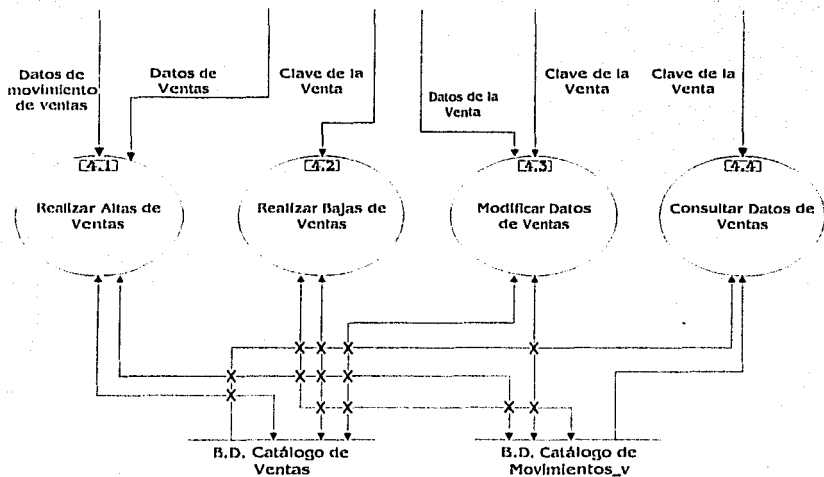 Datos de
movimiento
de ventas
Datos de
Ventas
Clave de la
Venta
Datos de la
Venta
Clave de la
Venta
Clave de la
Venta
4.1
Realizar Altas de
Ventas
4.2
Realizar Bajas de
Ventas
4.3
Modificar Datos
de Ventas
4.4
Consultar Datos de
Ventas
B.D. Catálogo de
Ventas
B.D. Catálogo de
Movimientos_v